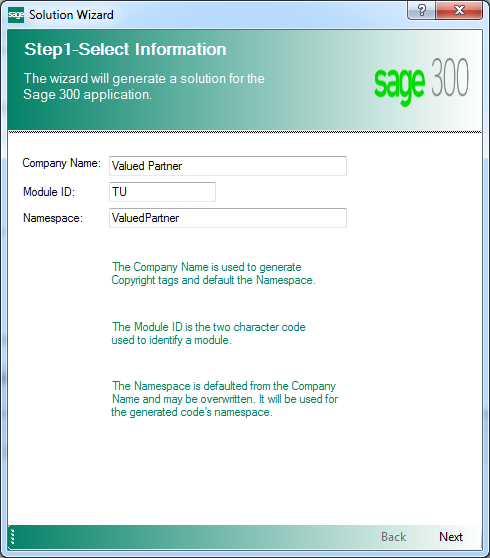 sage Solution Wizard ?
Step1-Select Information
The wizard will generate a solution for the
Sage 300 application.
sage 300
Company Name: Valued Partner
Module ID: TU
Namespace: ValuedPartner
The Company Name is used to generate
Copyright tags and default the Namespace.
The Module ID is the two character code
used to identify a module.
The Namespace is defaulted from the Company
Name and may be overwritten. It will be used for
the generated code's namespace.
Back Next